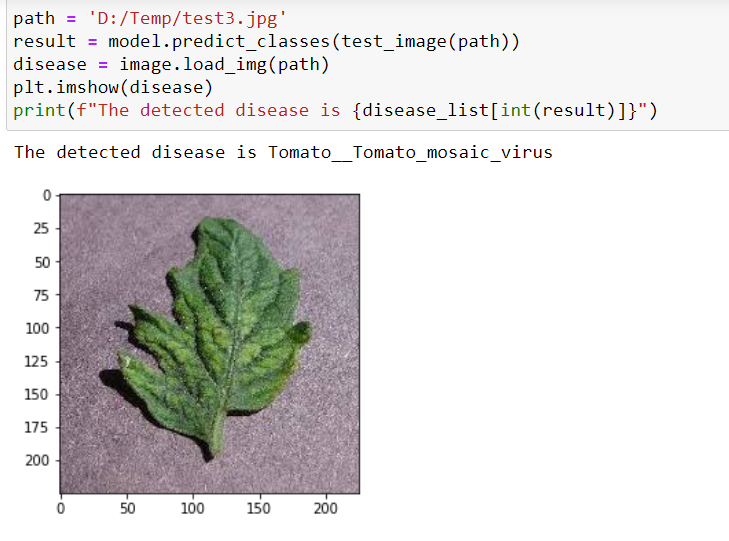 path = 'D:/Temp/test3.jpg'
result = model.predict_classes(test_image(path))
disease = image.load_img(path)
plt.imshow(disease)
print(f"The detected disease is {disease_list[int(result)]}")
The detected disease is Tomato__Tomato_mosaic_virus
0
25
50
75
100
125
150
175
200
0 50 100 150 200